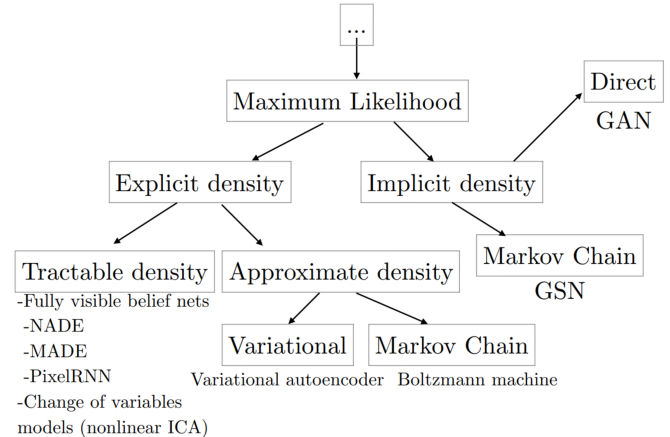 ...
Maximum Likelihood
Direct
GAN
Explicit density
Implicit density
Markov Chain
GSN
Tractable density
-Fully visible belief nets
-NADE
-MADE
-PixelRNN
-Change of variables
models (nonlinear ICA)
Approximate density
Variational
Variational autoencoder
Markov Chain
Boltzmann machine